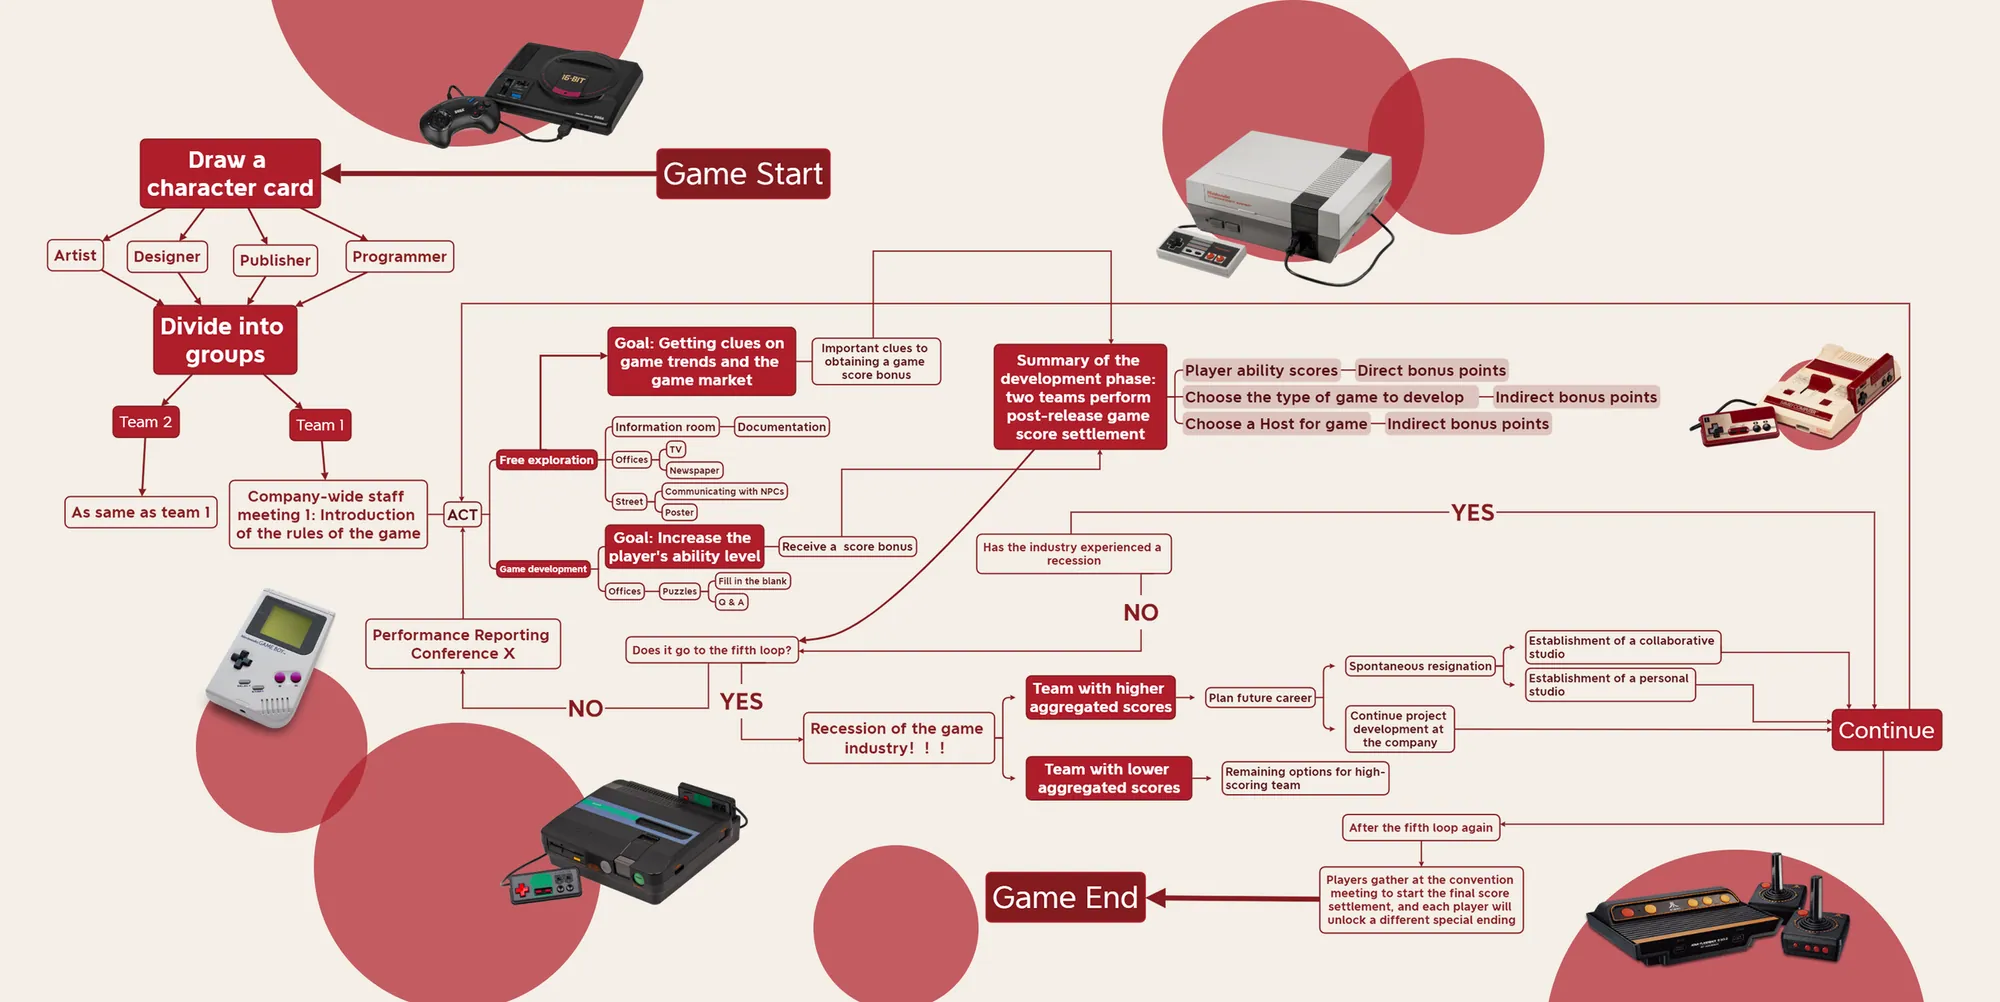 16-BIT
Draw a
character card
Game Start
Artist
Designer
Publisher
Programmer
Divide into
groups
Team 2
Team 1
As same as team 1
Company-wide staff
meeting 1: Introduction
of the rules of the game
ACT
Goal: Getting clues on
game trends and the
game market
Important clues to
obtaining a game
score bonus
Free exploration
Information room
Documentation
Offices
TV
Newspaper
Street
Communicating with NPCs
Poster
Game development
Goal: Increase the
player's ability level
Receive a score bonus
Offices
Puzzles
Fill in the blank
Q & A
Summary of the
development phase:
two teams perform
post-release game
score settlement
Player ability scores
Direct bonus points
Choose the type of game to develop
Indirect bonus points
Choose a Host for game
Indirect bonus points
YES
Has the industry experienced a
recession
NO
Performance Reporting
Conference X
Does it go to the fifth loop?
NO
YES
Recession of the game
industry! ! !
Team with higher
aggregated scores
Plan future career
Spontaneous resignation
Establishment of a collaborative
studio
Establishment of a personal
studio
Continue project
development at
the company
Continue
Team with lower
aggregated scores
Remaining options for high-
scoring team
After the fifth loop again
Players gather at the convention
meeting to start the final score
settlement, and each player will
unlock a different special ending
Game End